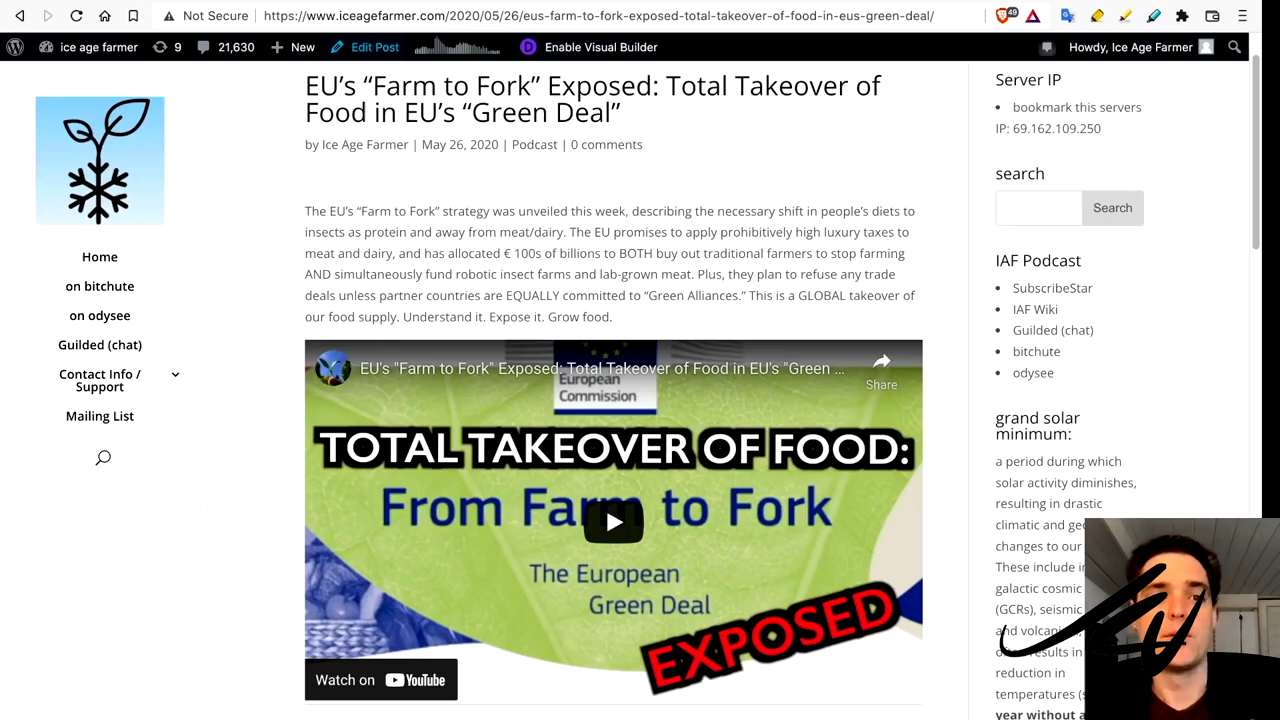 Not Secure | https://www.iceagefarmer.com/2020/05/26/eus-farm-to-fork-exposed-total-takeover-of-food-in-eus-green-deal/ 49
ice age farmer 9 21,630 New Edit Post D Enable Visual Builder Howdy, Ice Age Farmer
Home
on bitchute
on odysee
Guilded (chat)
Contact Info /
Support
Mailing List
EU’s “Farm to Fork” Exposed: Total Takeover of
Food in EU’s “Green Deal”
by Ice Age Farmer | May 26, 2020 | Podcast | 0 comments
The EU’s “Farm to Fork” strategy was unveiled this week, describing the necessary shift in people’s diets to
insects as protein and away from meat/dairy. The EU promises to apply prohibitively high luxury taxes to
meat and dairy, and has allocated € 100s of billions to BOTH buy out traditional farmers to stop farming
AND simultaneously fund robotic insect farms and lab-grown meat. Plus, they plan to refuse any trade
deals unless partner countries are EQUALLY committed to “Green Alliances.” This is a GLOBAL takeover of
our food supply. Understand it. Expose it. Grow food.
EU's "Farm to Fork" Exposed: Total Takeover of Food in EU's "Green ...
Share
European
Commission
TOTAL TAKEOVER OF FOOD:
From Farm to Fork
The European
Green Deal
EXPOSED
Watch on YouTube
Server IP
bookmark this servers
IP: 69.162.109.250
search
Search
IAF Podcast
SubscribeStar
IAF Wiki
Guilded (chat)
bitchute
odysee
grand solar
minimum:
a period during which
solar activity diminishes,
resulting in drastic
climatic and
changes to our
These include
galactic cosmic
(GCRs), seismic
and
results in
reduction in
temperatures
year without